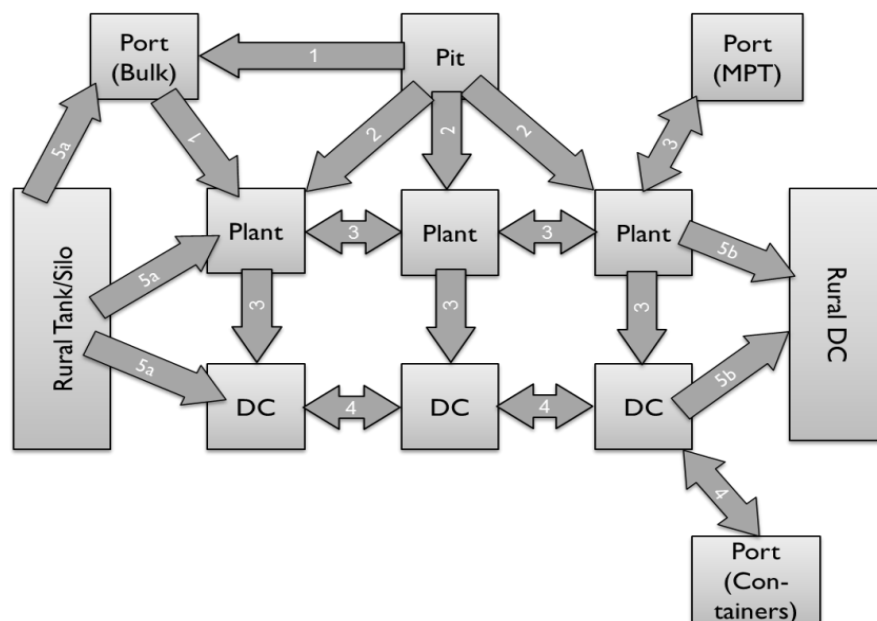 Port
(Bulk)
1
Pit
Port
(MPT)
5a
1
2
2
2
3
Rural Tank/Silo
Plant
3
Plant
3
Plant
5b
Rural DC
5a
3
3
3
5a
5b
DC
4
DC
4
DC
4
Port
(Con-
tainers)